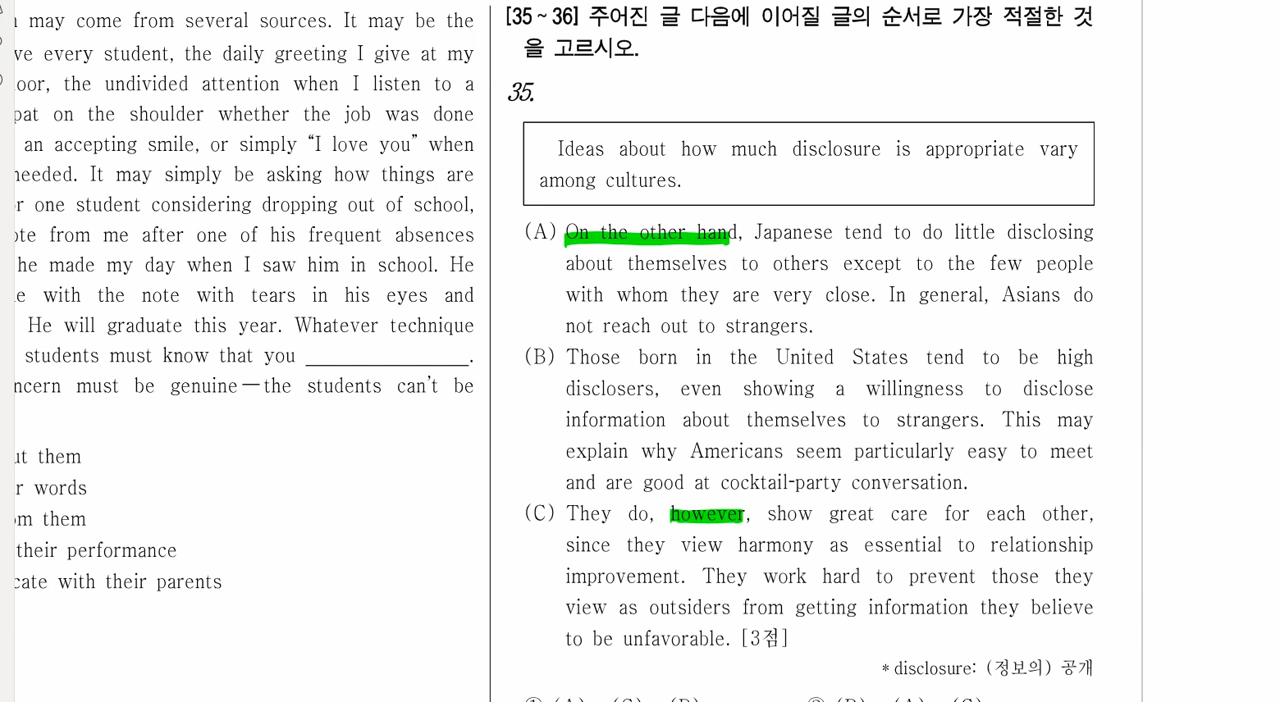 may come from several sources. It may be the
every student, the daily greeting I give at my
the undivided attention when I listen to a
pat on the shoulder whether the job was done
an accepting smile, or simply “I love you” when
needed. It may simply be asking how things are
one student considering dropping out of school,
from me after one of his frequent absences
he made my day when I saw him in school. He
with the note with tears in his eyes and
He will graduate this year. Whatever technique
students must know that you ______________.
must be genuine—the students can't be
them
words
them
their performance
with their parents
[35~36] 주어진 글 다음에 이어질 글의 순서로 가장 적절한 것
을 고르시오.
35.
Ideas about how much disclosure is appropriate vary
among cultures.
(A) On the other hand, Japanese tend to do little disclosing
about themselves to others except to the few people
with whom they are very close. In general, Asians do
not reach out to strangers.
(B) Those born in the United States tend to be high
disclosers, even showing a willingness to disclose
information about themselves to strangers. This may
explain why Americans seem particularly easy to meet
and are good at cocktail-party conversation.
(C) They do, however, show great care for each other,
since they view harmony as essential to relationship
improvement. They work hard to prevent those they
view as outsiders from getting information they believe
to be unfavorable. [3점]
* disclosure: (정보의) 공개